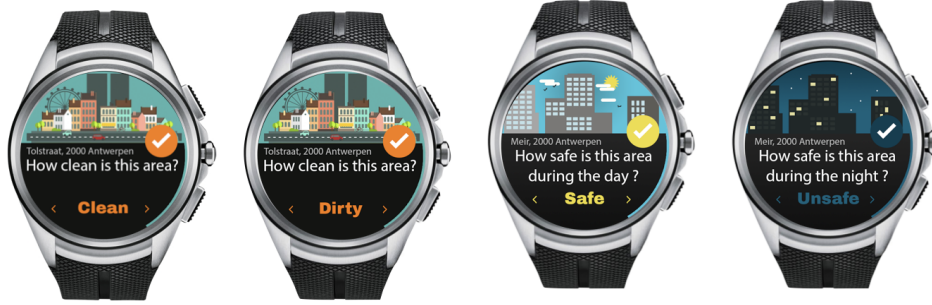 Tolstraat, 2000 Antwerpen
How clean is this area?
‹ Clean ›
Tolstraat, 2000 Antwerpen
How clean is this area?
‹ Dirty ›
Meir, 2000 Antwerpen
How safe is this area
during the day ?
‹ Safe ›
Meir, 2000 Antwerpen
How safe is this area
during the night ?
‹ Unsafe ›